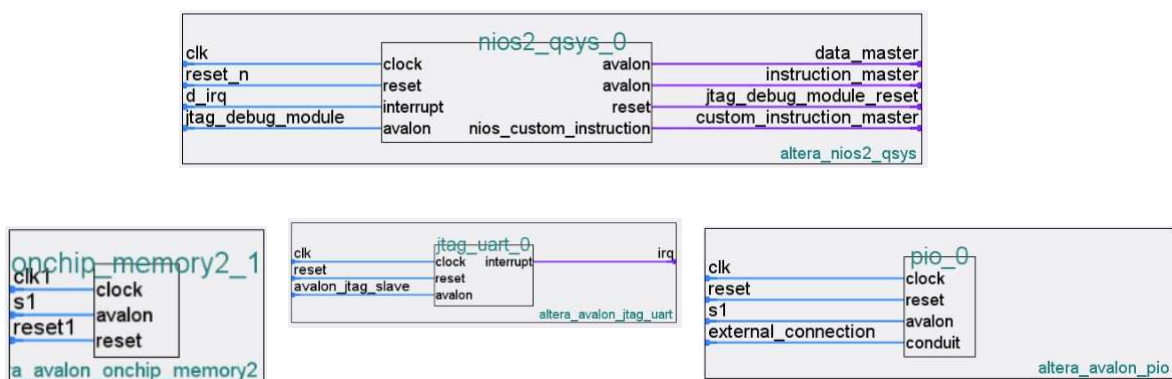 nios2_qsys_0
clk
clock avalon data_master
reset_n
reset avalon instruction_master
d_irq
interrupt reset jtag_debug_module_reset
jtag_debug_module
avalon nios_custom_instruction custom_instruction_master
altera_nios2_qsys
onchip_memory2_1
clk1
clock
s1
avalon
reset1
reset
a_avalon_onchip_memory2
jtag_uart_0
clk irq
clock interrupt
reset
reset
avalon_jtag_slave
avalon
altera_avalon_jtag_uart
pio_0
clk
clock
reset
reset
s1
avalon
external_connection
conduit
altera_avalon_pio